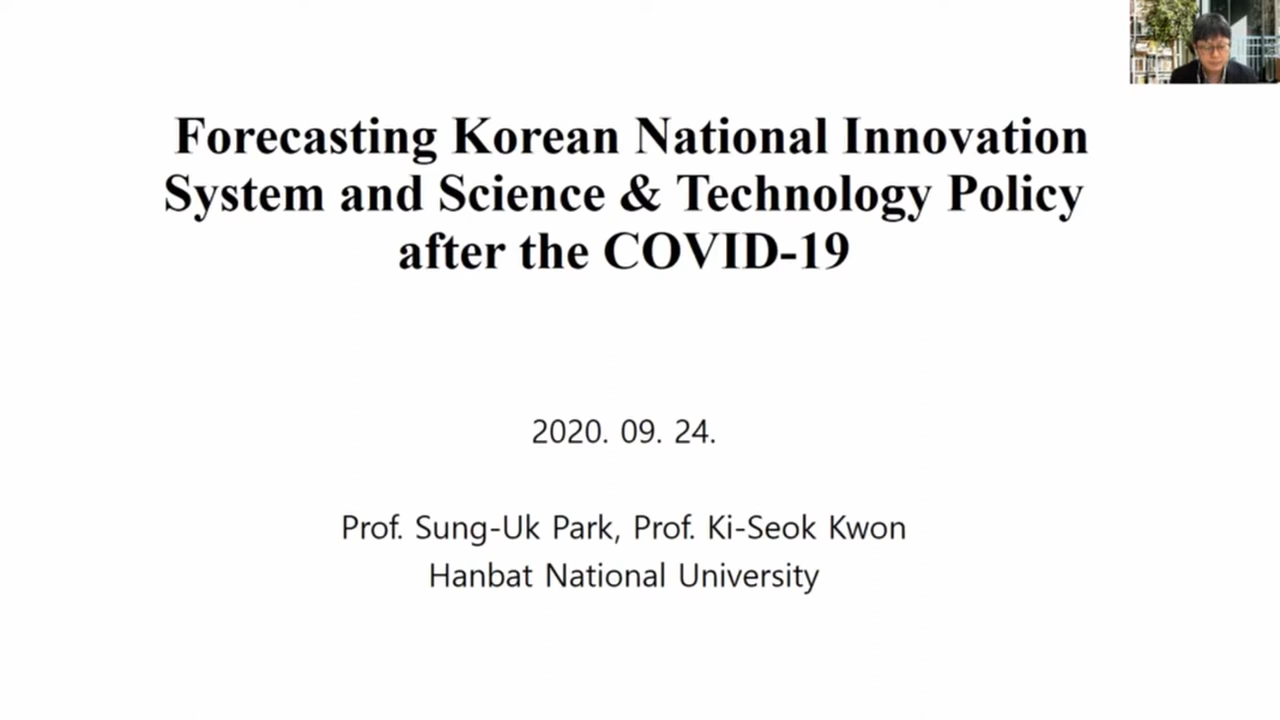 Forecasting Korean National Innovation
System and Science & Technology Policy
after the COVID-19
2020. 09. 24.
Prof. Sung-Uk Park, Prof. Ki-Seok Kwon
Hanbat National University